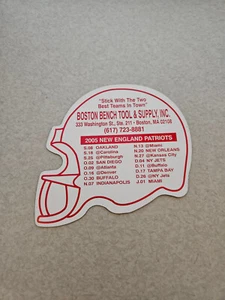 "Stick With The Two
Best Teams in Town"
BOSTON BENCH TOOL & SUPPLY, INC.
333 Washington St., Ste. 211 • Boston, MA 02108
(617) 723-8881
2005 NEW ENGLAND PATRIOTS
S.08 OAKLAND
S.18 @Carolina
S.25 @Pittsburgh
O.02 SAN DIEGO
O.09 @Atlanta
O.16 @Denver
O.30 BUFFALO
N.07 INDIANAPOLIS
N.13 @Miami
N.20 NEW ORLEANS
N.27 @Kansas City
D.04 NY JETS
D.11 @Buffalo
D.17 TAMPA BAY
D.26 @NY Jets
J.01 MIAMI